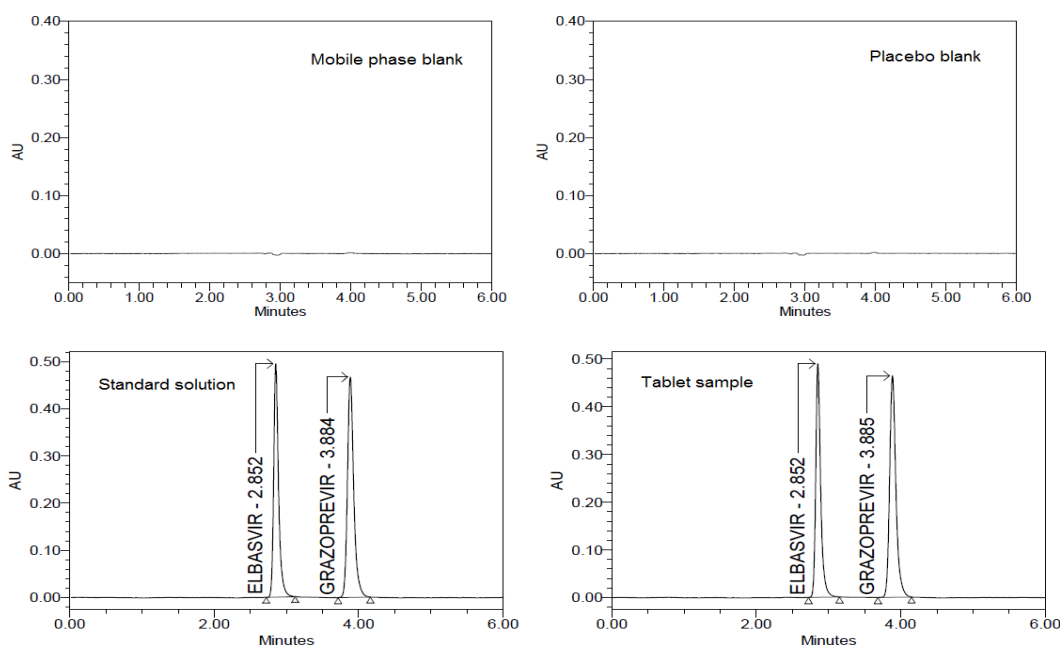 Mobile phase blank
AU
0.40
0.30
0.20
0.10
0.00
0.00 1.00 2.00 3.00 4.00 5.00 6.00
Minutes
Placebo blank
AU
0.40
0.30
0.20
0.10
0.00
0.00 1.00 2.00 3.00 4.00 5.00 6.00
Minutes
Standard solution
AU
0.50
0.40
0.30
0.20
0.10
0.00
ELBASVIR - 2.852
GRAZOPREVIR - 3.884
0.00 2.00 4.00 6.00
Minutes
Tablet sample
AU
0.50
0.40
0.30
0.20
0.10
0.00
ELBASVIR - 2.852
GRAZOPREVIR - 3.885
0.00 2.00 4.00 6.00
Minutes